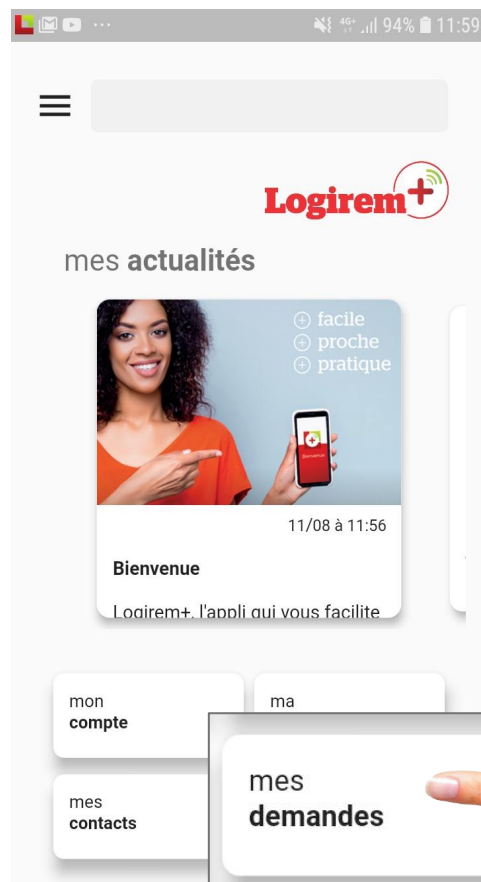 4G+ 94% 11:59
Logirem+
mes actualités
+ facile
+ proche
+ pratique
Bienvenue
11/08 à 11:56
Bienvenue
Logirem+, l'appli qui vous facilite
mon
compte
ma
mes
contacts
mes
demandes